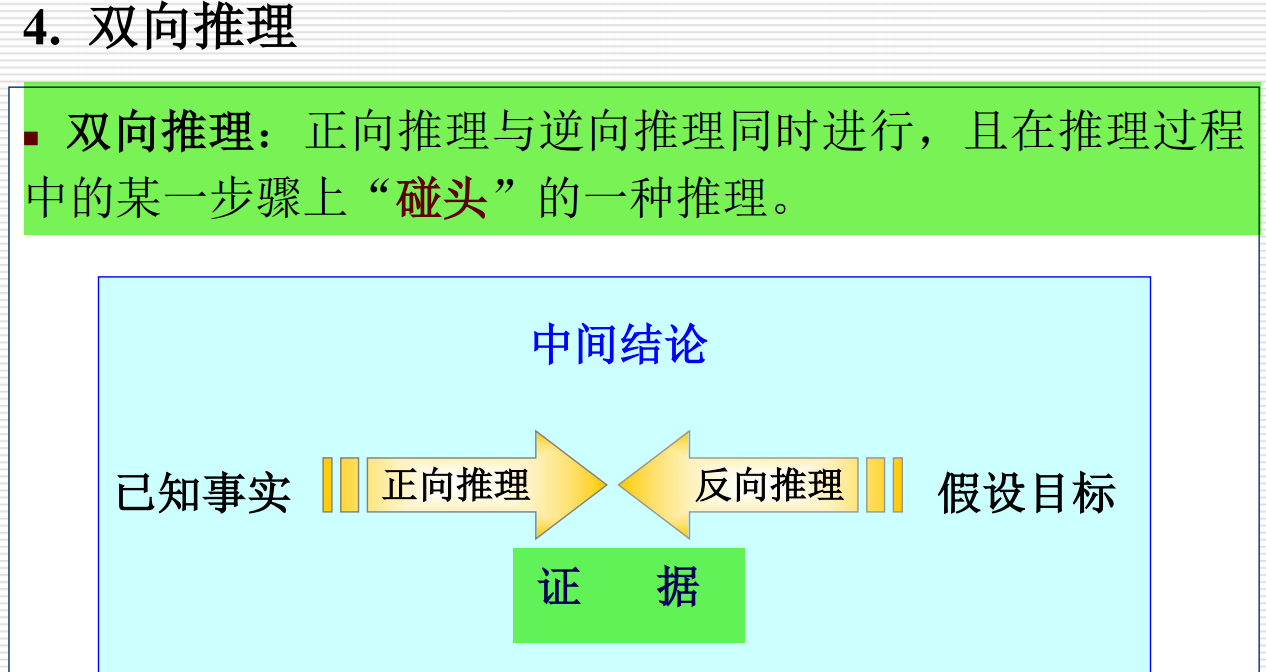 4. 双向推理
双向推理：正向推理与逆向推理同时进行，且在推理过程
中的某一步骤上“碰头”的一种推理。
中间结论
已知事实 正向推理 反向推理 假设目标
证 据